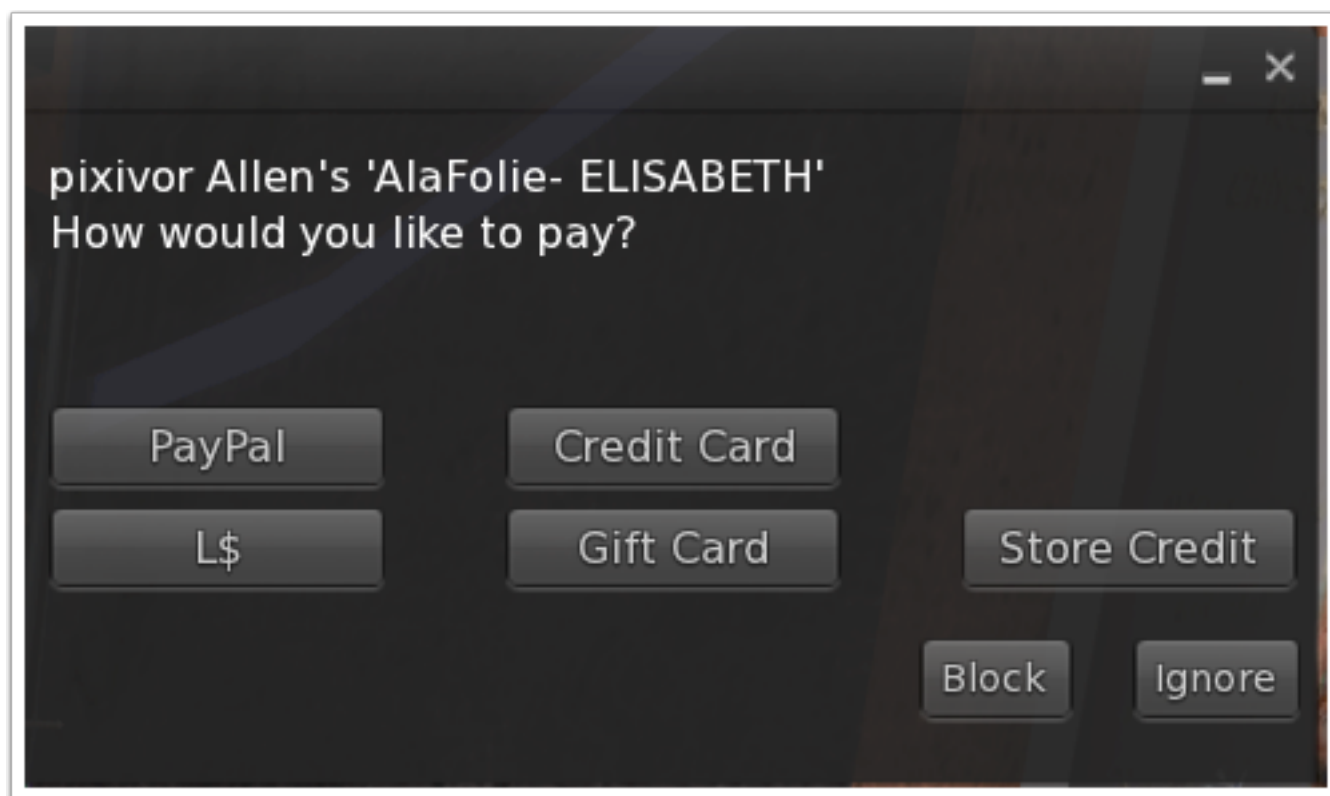 pixivor Allen's 'AlaFolie- ELISABETH'
How would you like to pay?
PayPal
Credit Card
L$
Gift Card
Store Credit
Block
Ignore